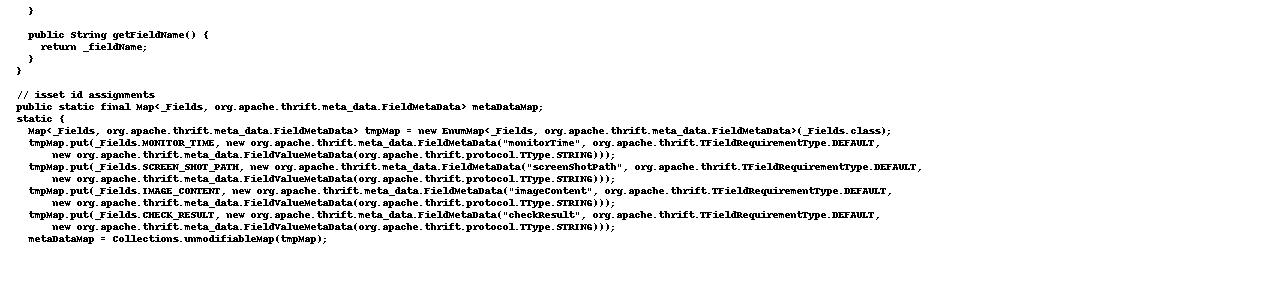 }
public String getFieldName() {
return _fieldName;
}
}
// isset id assignments
public static final Map<_Fields, org.apache.thrift.meta_data.FieldMetaData> metaDataMap;
static {
Map<_Fields, org.apache.thrift.meta_data.FieldMetaData> tmpMap = new EnumMap<_Fields, org.apache.thrift.meta_data.FieldMetaData>(_Fields.class);
tmpMap.put(_Fields.MONITOR_TIME, new org.apache.thrift.meta_data.FieldMetaData("monitorTime", org.apache.thrift.TFieldRequirementType.DEFAULT,
new org.apache.thrift.meta_data.FieldValueMetaData(org.apache.thrift.protocol.TType.STRING)));
tmpMap.put(_Fields.SCREEN_SHOT_PATH, new org.apache.thrift.meta_data.FieldMetaData("screenShotPath", org.apache.thrift.TFieldRequirementType.DEFAULT,
new org.apache.thrift.meta_data.FieldValueMetaData(org.apache.thrift.protocol.TType.STRING)));
tmpMap.put(_Fields.IMAGE_CONTENT, new org.apache.thrift.meta_data.FieldMetaData("imageContent", org.apache.thrift.TFieldRequirementType.DEFAULT,
new org.apache.thrift.meta_data.FieldValueMetaData(org.apache.thrift.protocol.TType.STRING)));
tmpMap.put(_Fields.CHECK_RESULT, new org.apache.thrift.meta_data.FieldMetaData("checkResult", org.apache.thrift.TFieldRequirementType.DEFAULT,
new org.apache.thrift.meta_data.FieldValueMetaData(org.apache.thrift.protocol.TType.STRING)));
metaDataMap = Collections.unmodifiableMap(tmpMap);